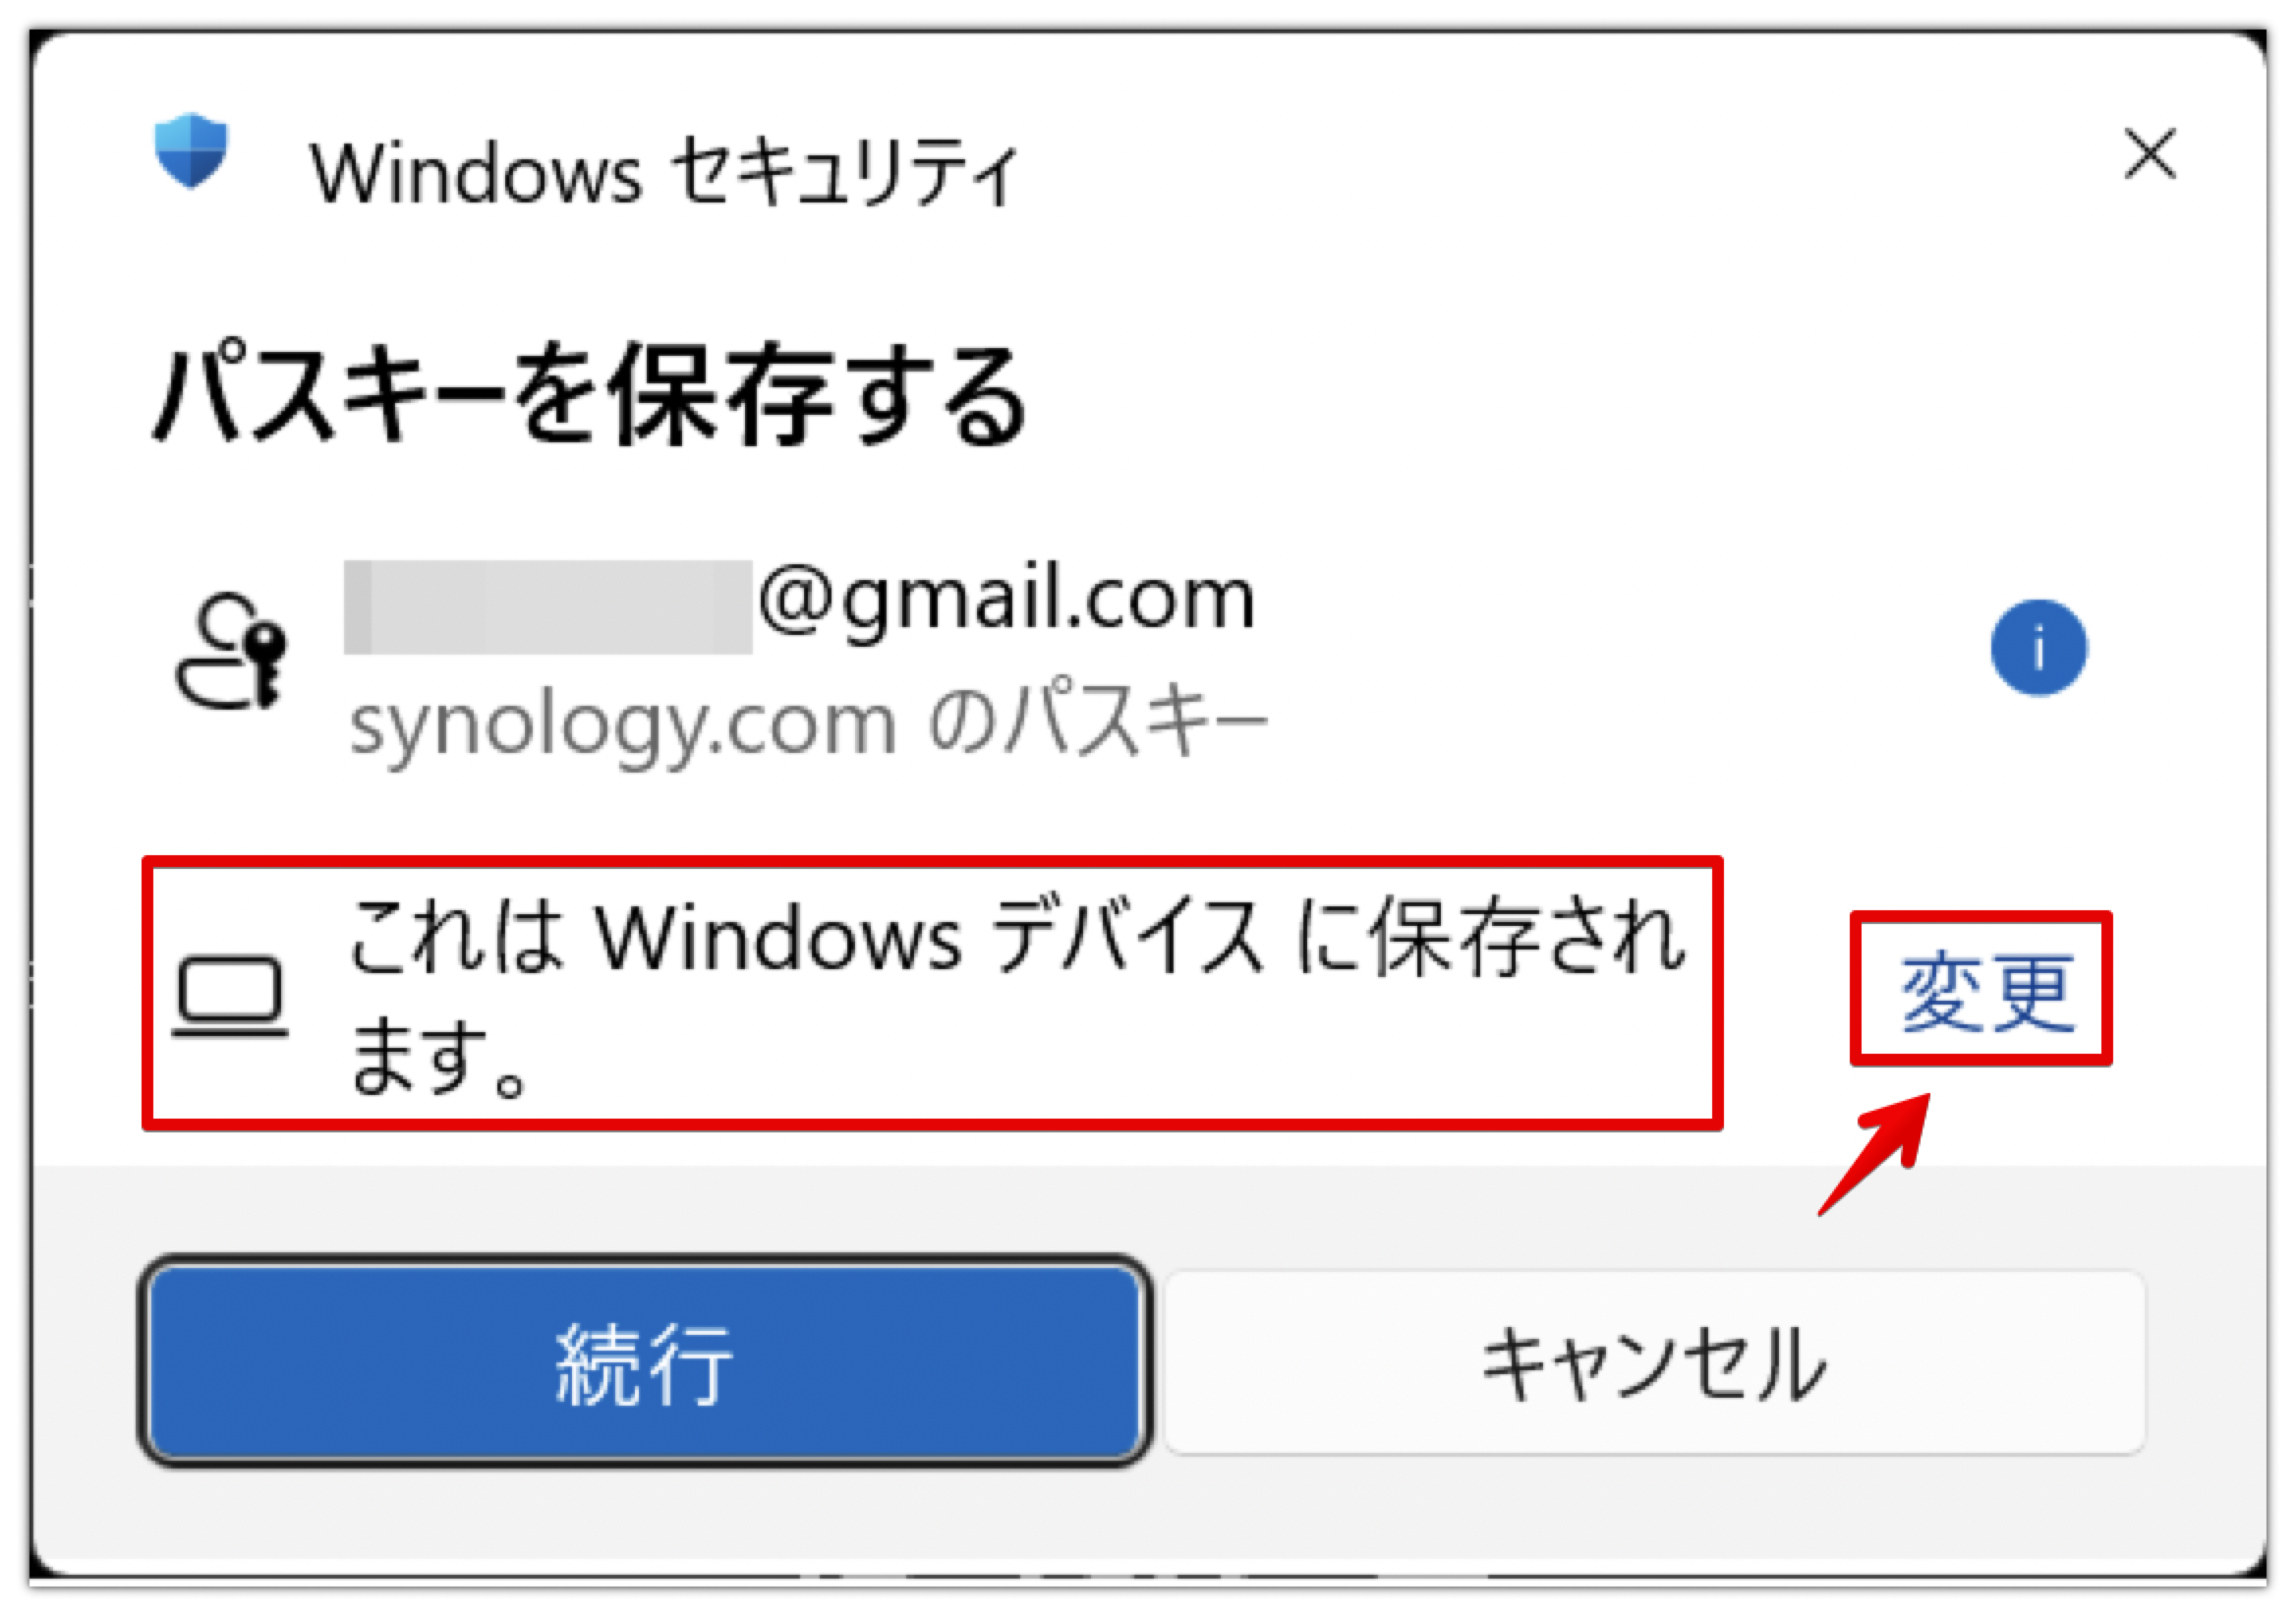 Windows セキュリティ
パスキーを保存する
@gmail.com
synology.com のパスキー
i
これは Windows デバイス に保存され
ます。
変更
続行
キャンセル